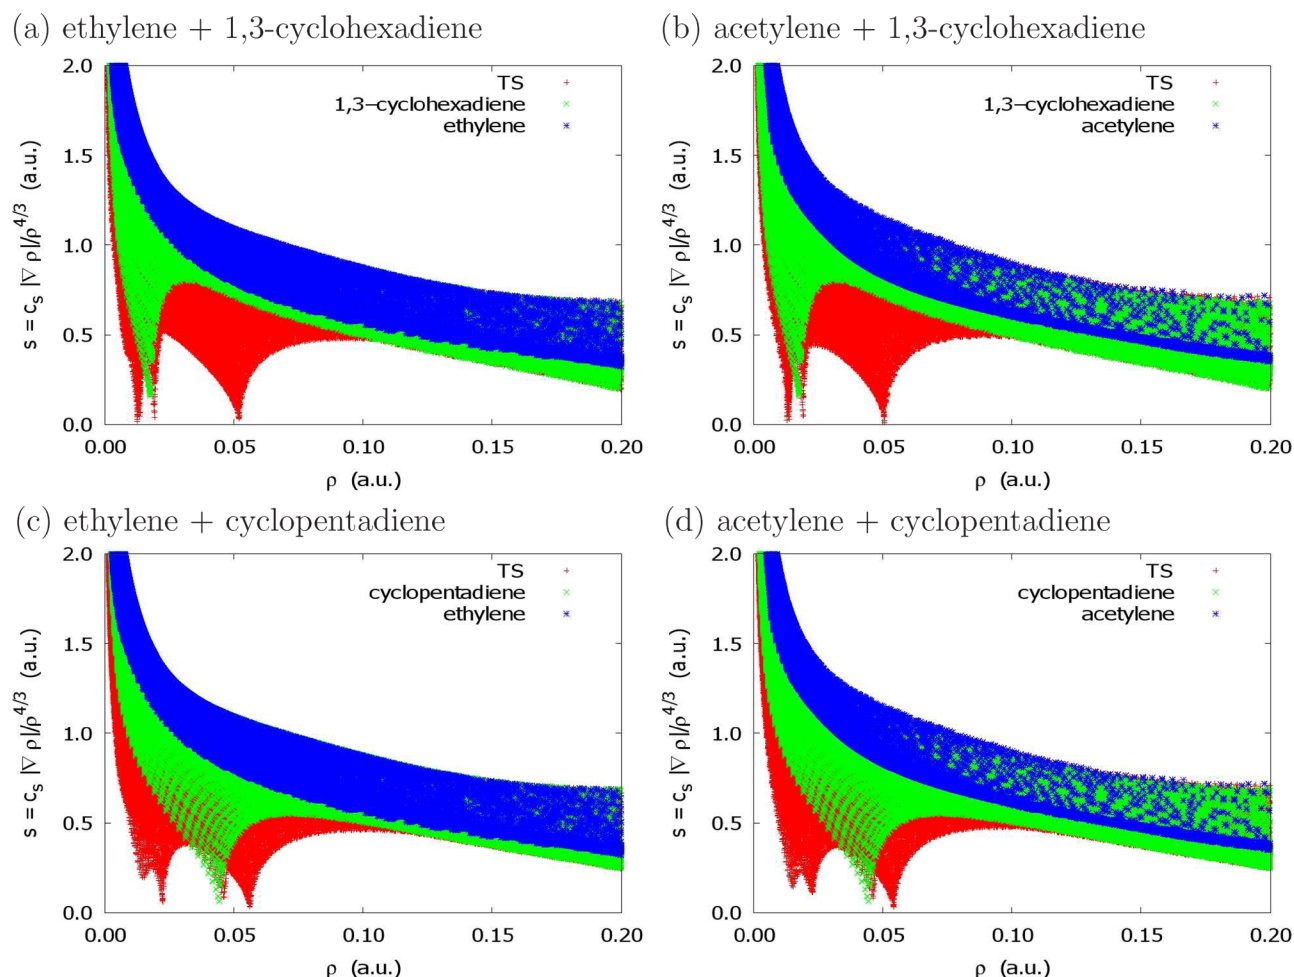 (a) ethylene + 1,3-cyclohexadiene
2.0
1.5
1.0
0.5
0.0
s = cₛ |∇ ρ|/ρ^4/3 (a.u.)
TS
1,3−cyclohexadiene
ethylene
0.00 0.05 0.10 0.15 0.20
ρ (a.u.)
(b) acetylene + 1,3-cyclohexadiene
2.0
1.5
1.0
0.5
0.0
s = cₛ |∇ ρ|/ρ^4/3 (a.u.)
TS
1,3−cyclohexadiene
acetylene
0.00 0.05 0.10 0.15 0.20
ρ (a.u.)
(c) ethylene + cyclopentadiene
2.0
1.5
1.0
0.5
0.0
s = cₛ |∇ ρ|/ρ^4/3 (a.u.)
TS
cyclopentadiene
ethylene
0.00 0.05 0.10 0.15 0.20
ρ (a.u.)
(d) acetylene + cyclopentadiene
2.0
1.5
1.0
0.5
0.0
s = cₛ |∇ ρ|/ρ^4/3 (a.u.)
TS
cyclopentadiene
acetylene
0.00 0.05 0.10 0.15 0.20
ρ (a.u.)